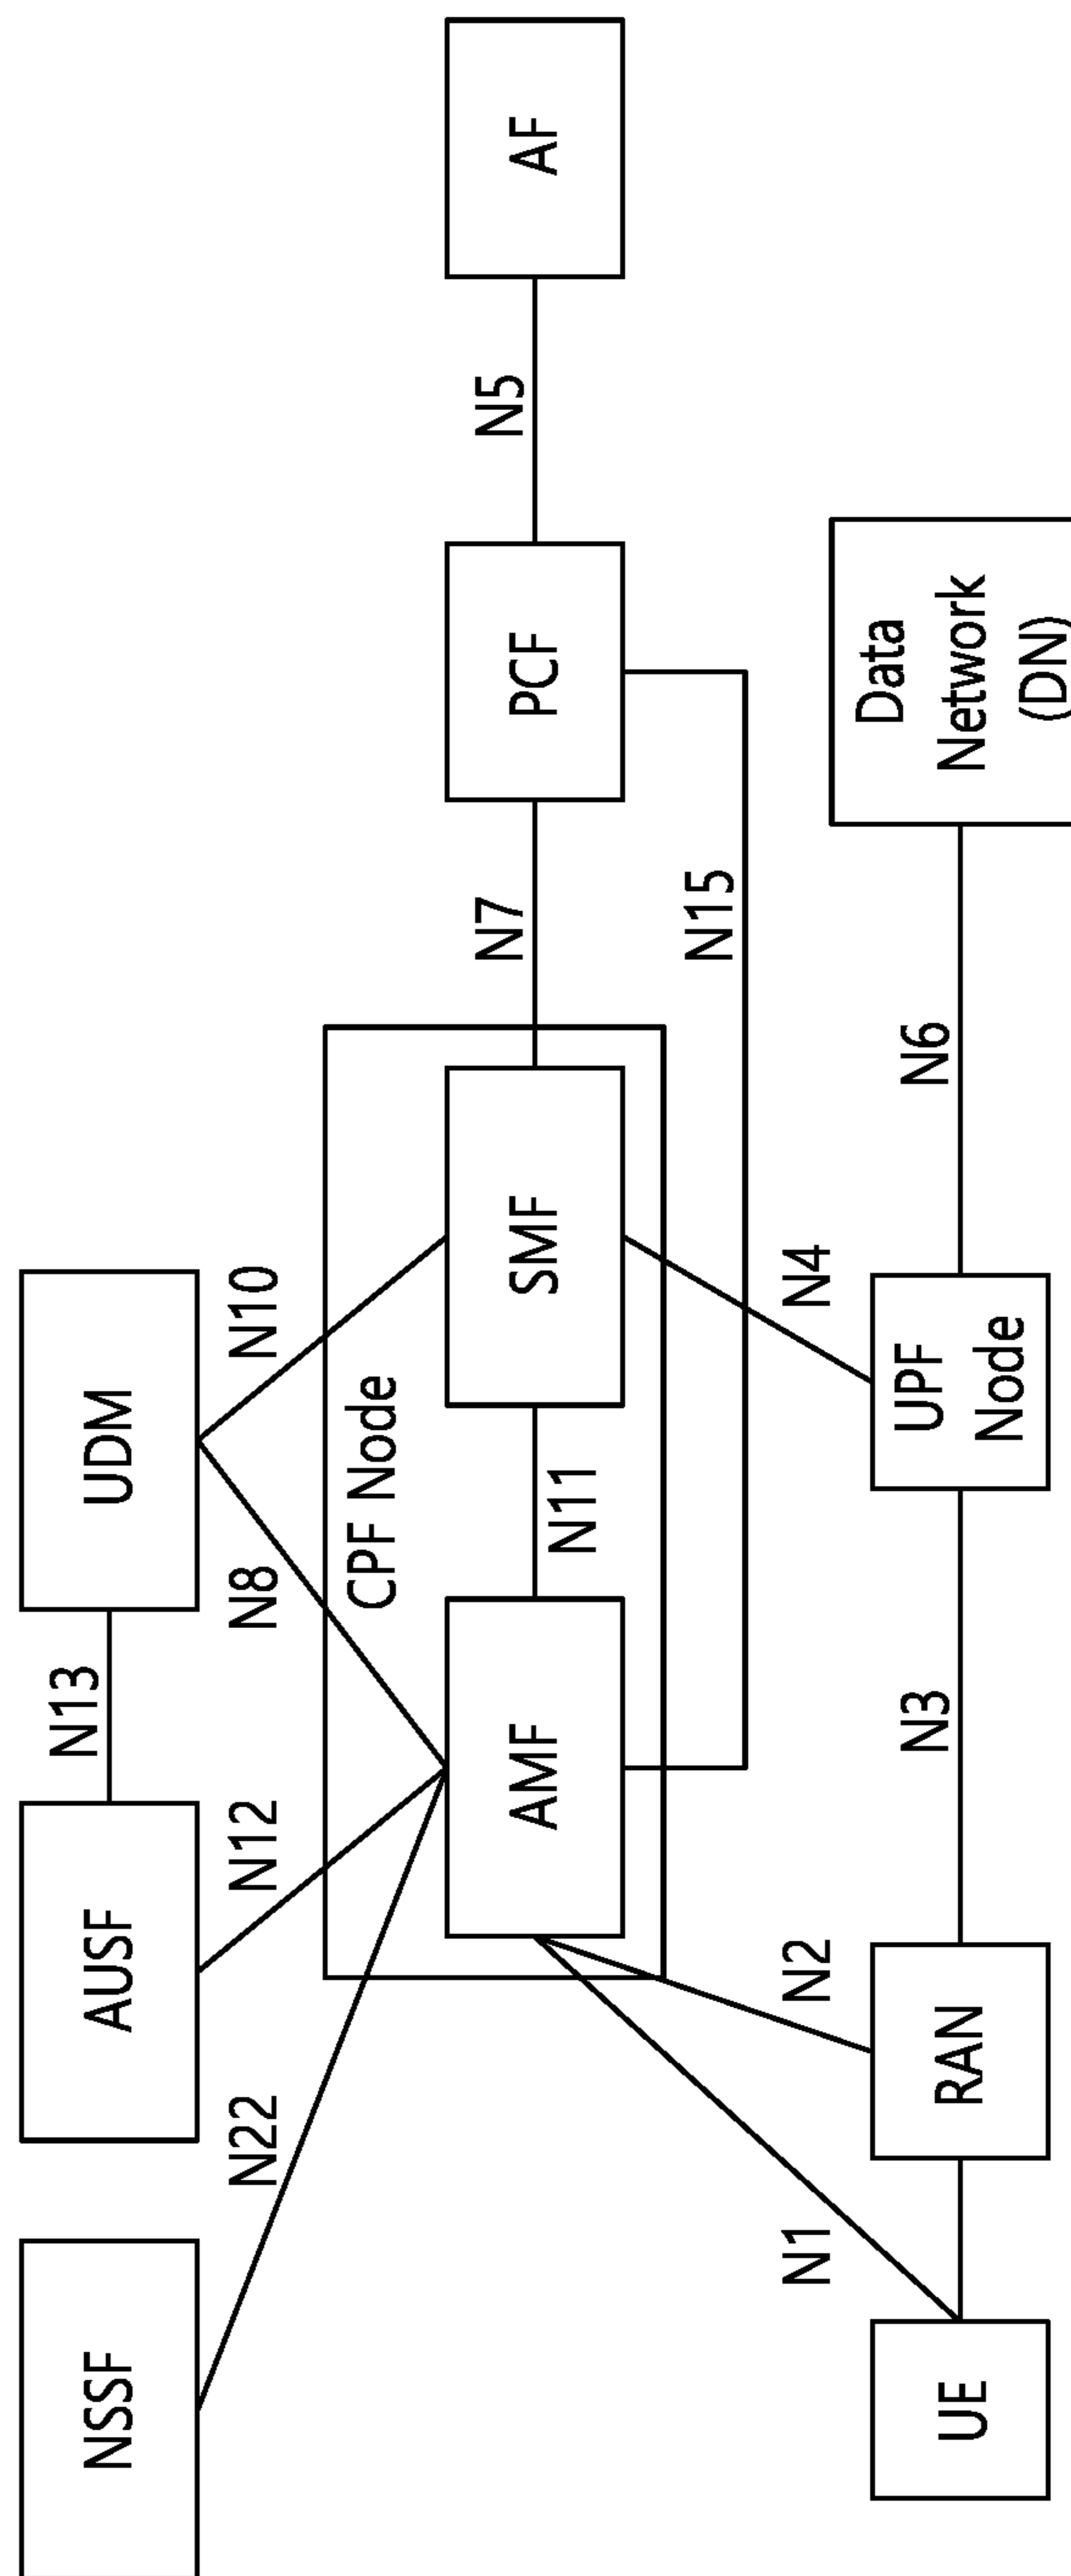 NSSF
AUSF
N13
UDM
N22
N12
N8
N10
CPF Node
AMF
N11
SMF
N7
PCF
N5
AF
N15
N1
N2
N4
UE
RAN
N3
UPF
Node
N6
Data
Network
(DN)